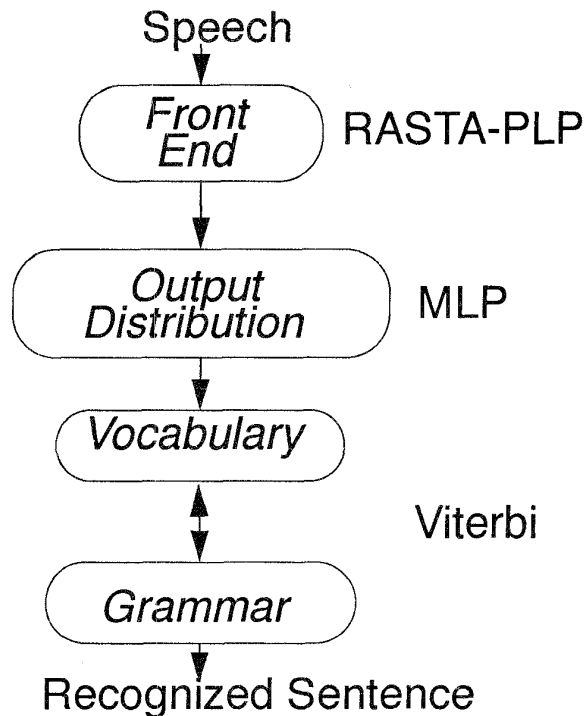 Speech
Front
End
RASTA-PLP
Output
Distribution
MLP
Vocabulary
Viterbi
Grammar
Recognized Sentence